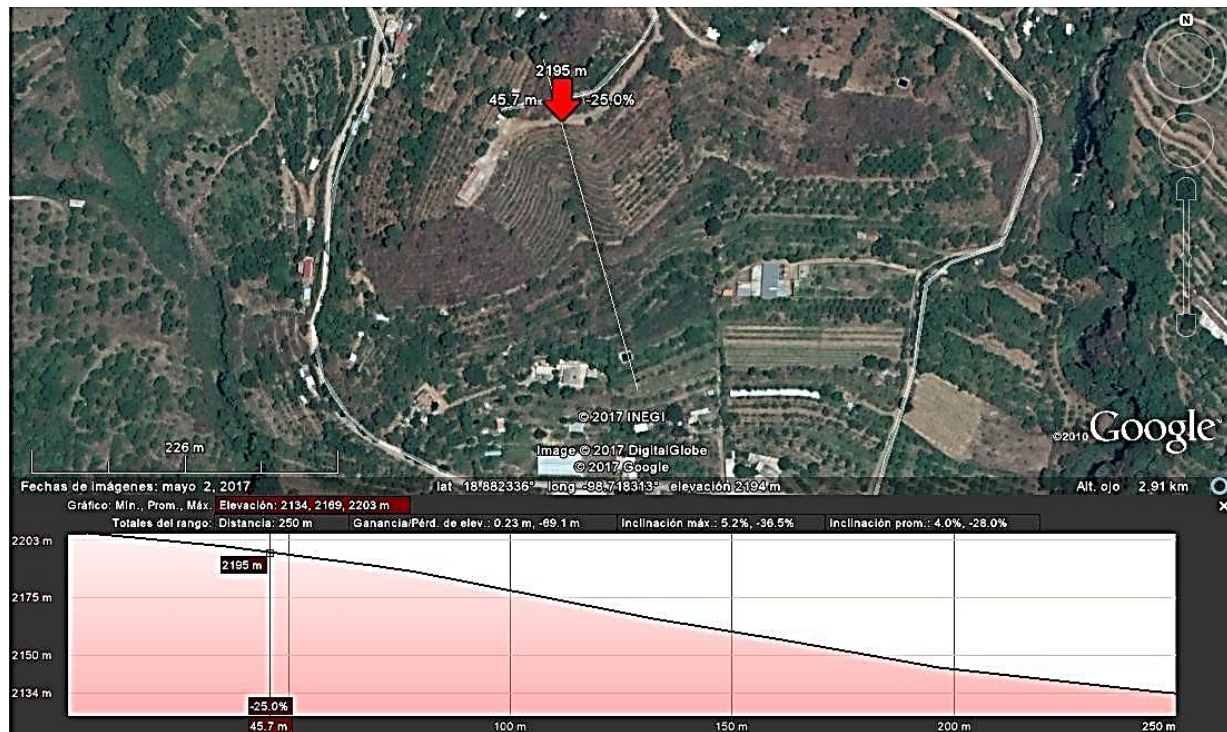 N
2195 m
45.7 m
-25.0%
© 2017 INEGI
Image © 2017 DigitalGlobe
© 2017 Google
©2010 Google
226 m
Fechas de imágenes: mayo 2, 2017 lat 18.882336° long -98.718313° elevación 2194 m Alt. ojo 2.91 km
Gráfico: Mín., Prom., Máx. Elevación: 2134, 2169, 2203 m
Totales del rango: Distancia: 250 m Ganancia/Pérd. de elev.: 0.23 m, -69.1 m Inclinación máx.: 5.2%, -36.5% Inclinación prom.: 4.0%, -28.0%
2203 m
2195 m
2175 m
2150 m
2134 m
-25.0%
45.7 m 100 m 150 m 200 m 250 m